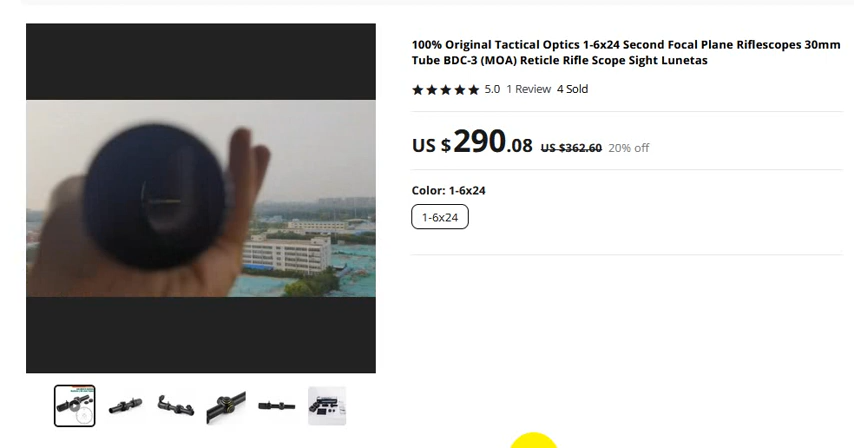 100% Original Tactical Optics 1-6x24 Second Focal Plane Riflescopes 30mm
Tube BDC-3 (MOA) Reticle Rifle Scope Sight Lunetas
5.0 1 Review 4 Sold
US $290.08 US $362.60 20% off
Color: 1-6x24
1-6x24